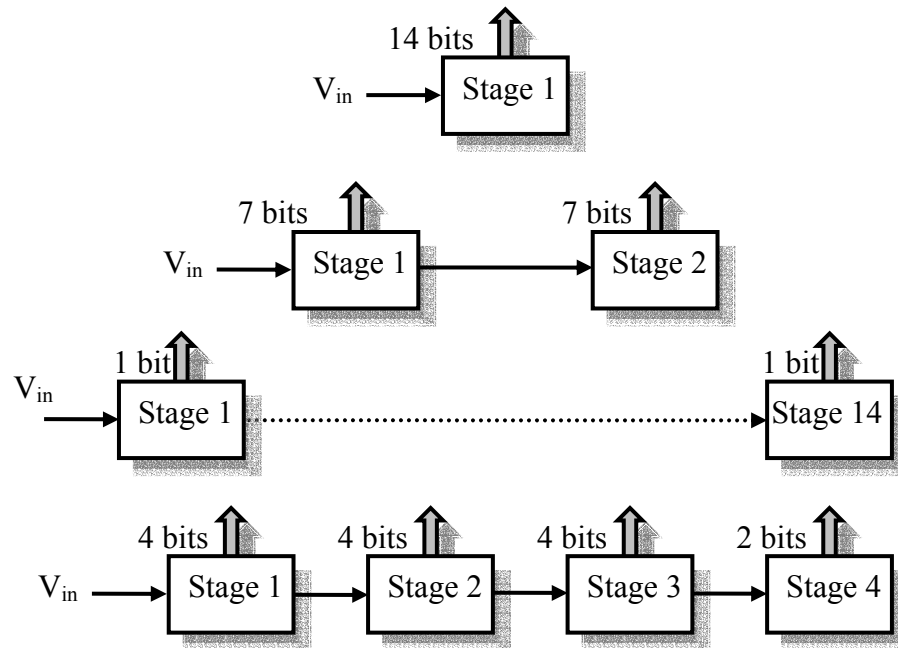 14 bits
V_in Stage 1
7 bits 7 bits
V_in Stage 1 Stage 2
1 bit 1 bit
V_in Stage 1 Stage 14
4 bits 4 bits 4 bits 2 bits
V_in Stage 1 Stage 2 Stage 3 Stage 4